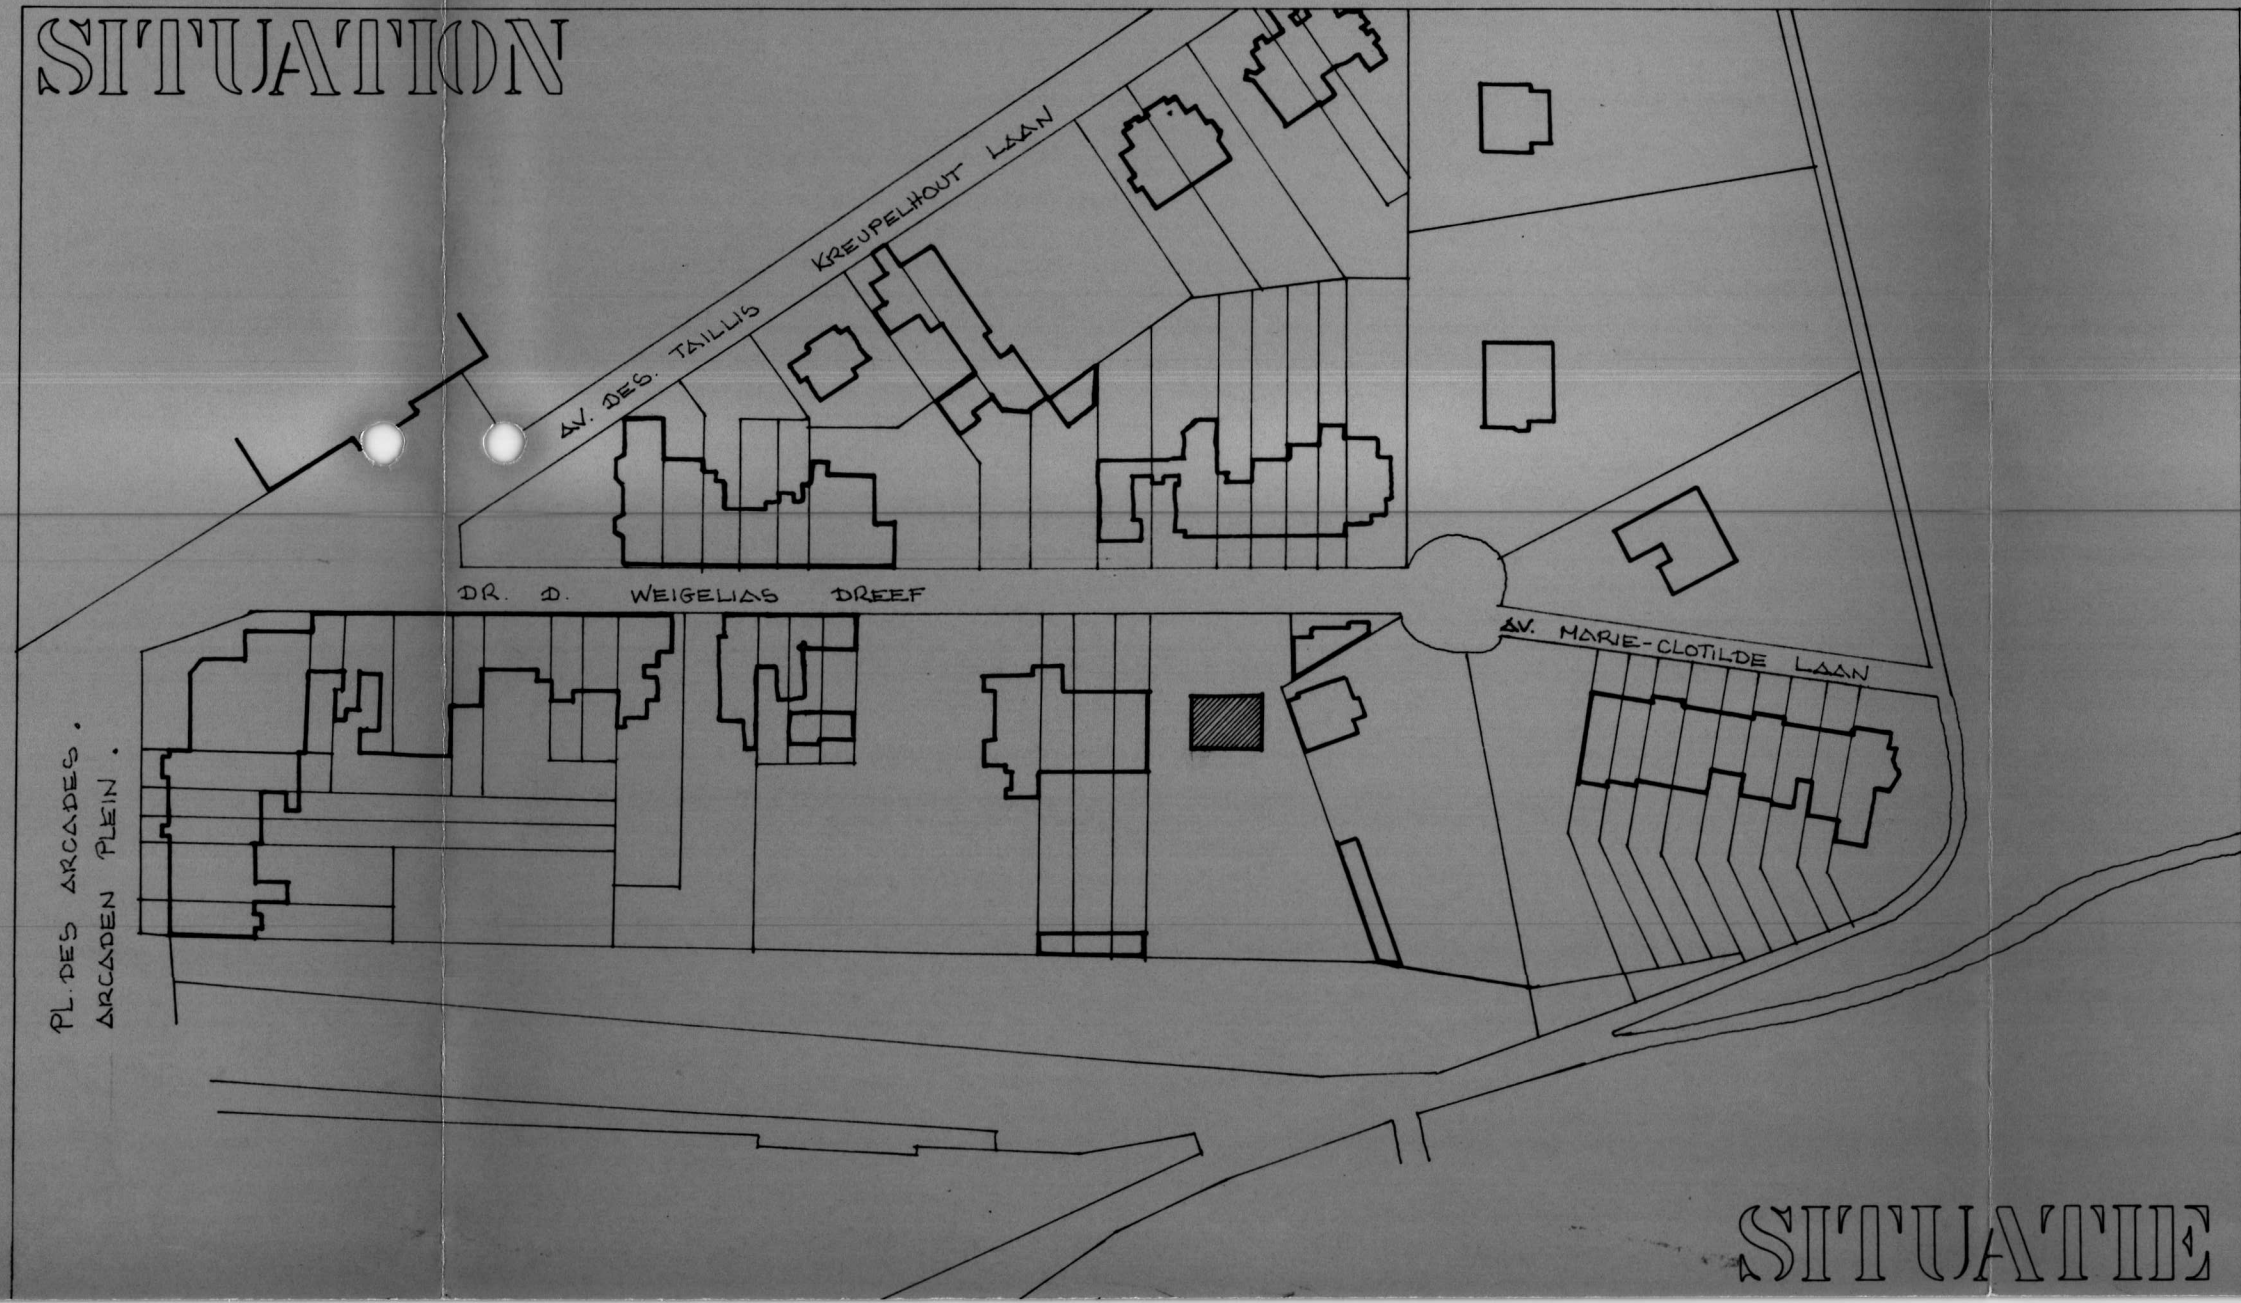 SITUATION
KREUPELHOUT LAAN
AV. DES. TAILLIS
DR. D. WEIGELIAS DREEF
AV. MARIE-CLOTILDE LAAN
PL. DES ARCADES.
ARCADEN PLEIN.
SITUATIE